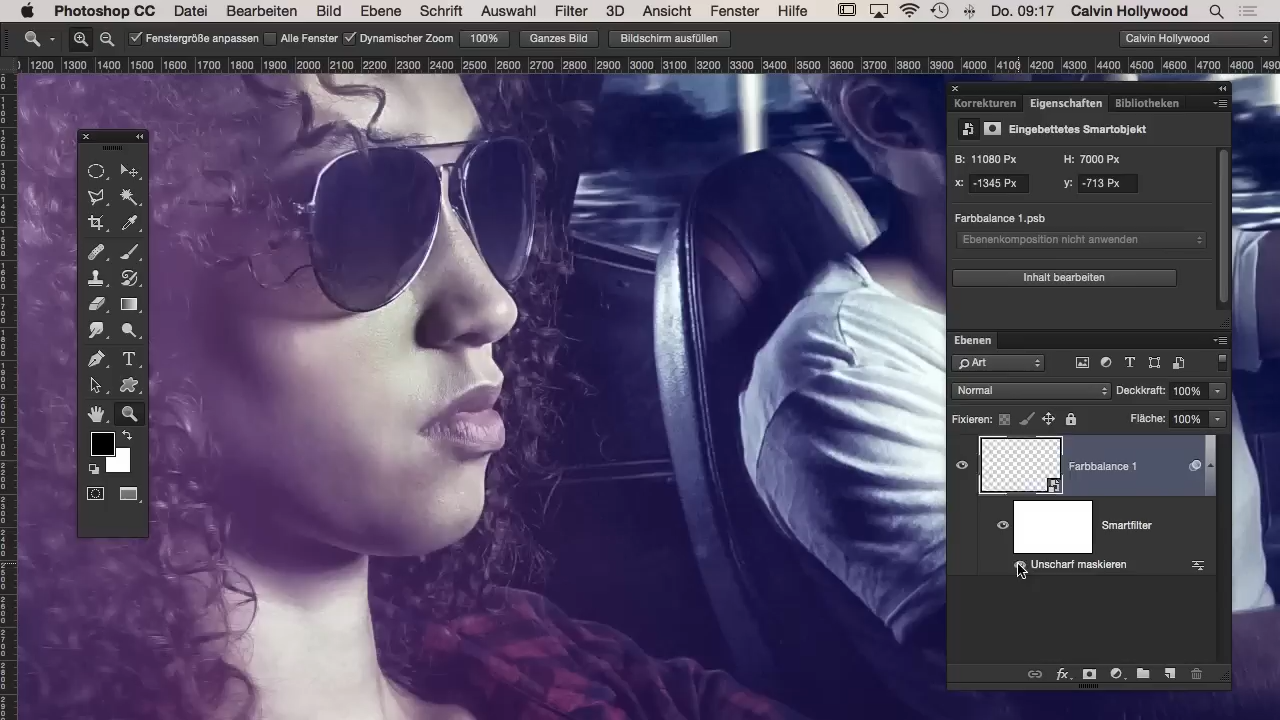 Photoshop CC Datei Bearbeiten Bild Ebene Schrift Auswahl Filter 3D Ansicht Fenster Hilfe Do. 09:17 Calvin Hollywood
Fenstergröße anpassen Alle Fenster Dynamischer Zoom 100% Ganzes Bild Bildschirm ausfüllen Calvin Hollywood
1200 1300 1400 1500 1600 1700 1800 1900 2000 2100 2200 2300 2400 2500 2600 2700 2800 2900 3000 3100 3200 3300 3400 3500 3600 3700 3800 3900 4000 4100 4200 4300 4400 4500 4600 4700 4800
Korrekturen Eigenschaften Bibliotheken
Eingebettetes Smartobjekt
B: 11080 Px H: 7000 Px
x: -1345 Px y: -713 Px
Farbbalance 1.psb
Ebenenkomposition nicht anwenden
Inhalt bearbeiten
Ebenen
Art
Normal Deckkraft: 100%
Fixieren: Fläche: 100%
Farbbalance 1
Smartfilter
Unscharf maskieren